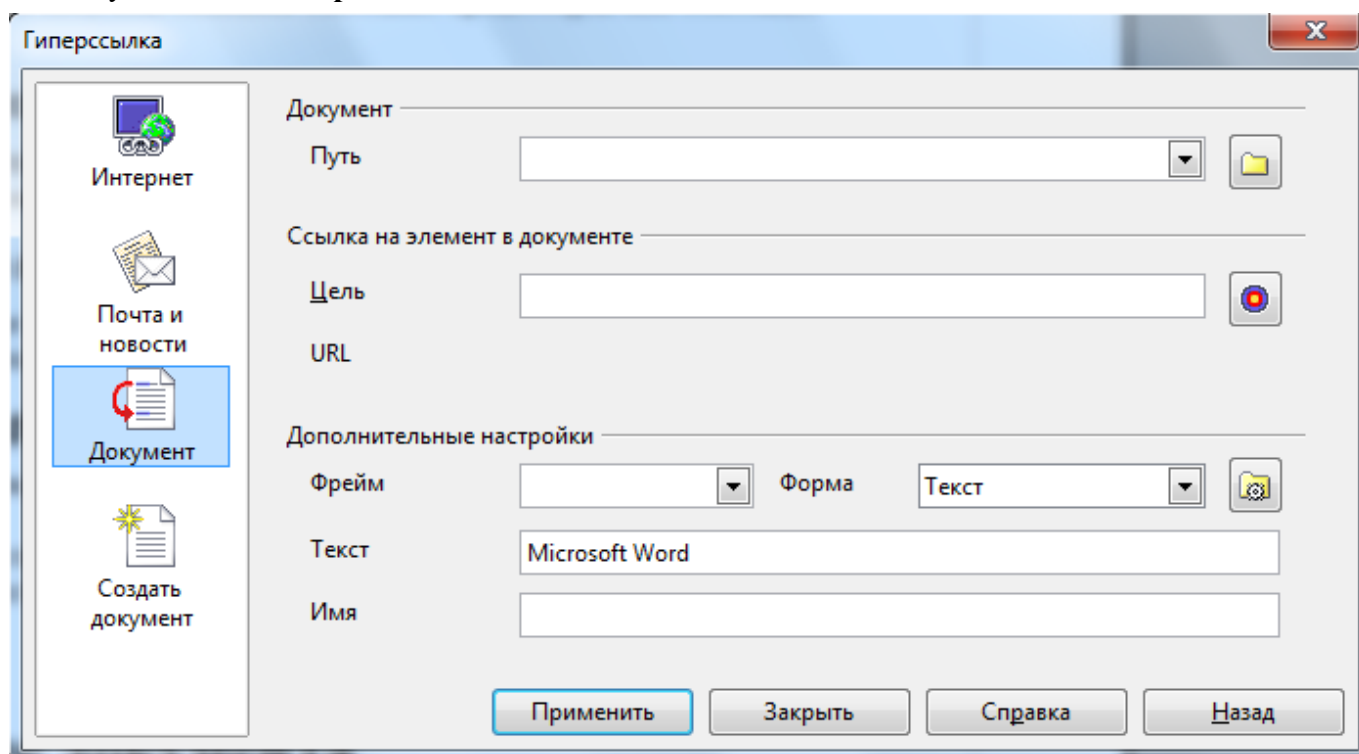 Гиперссылка
X
Интернет
Почта и
новости
Документ
Создать
документ
Документ
Путь
Ссылка на элемент в документе
Цель
URL
Дополнительные настройки
Фрейм
Форма
Текст
Текст
Microsoft Word
Имя
Применить
Закрыть
Справка
Назад